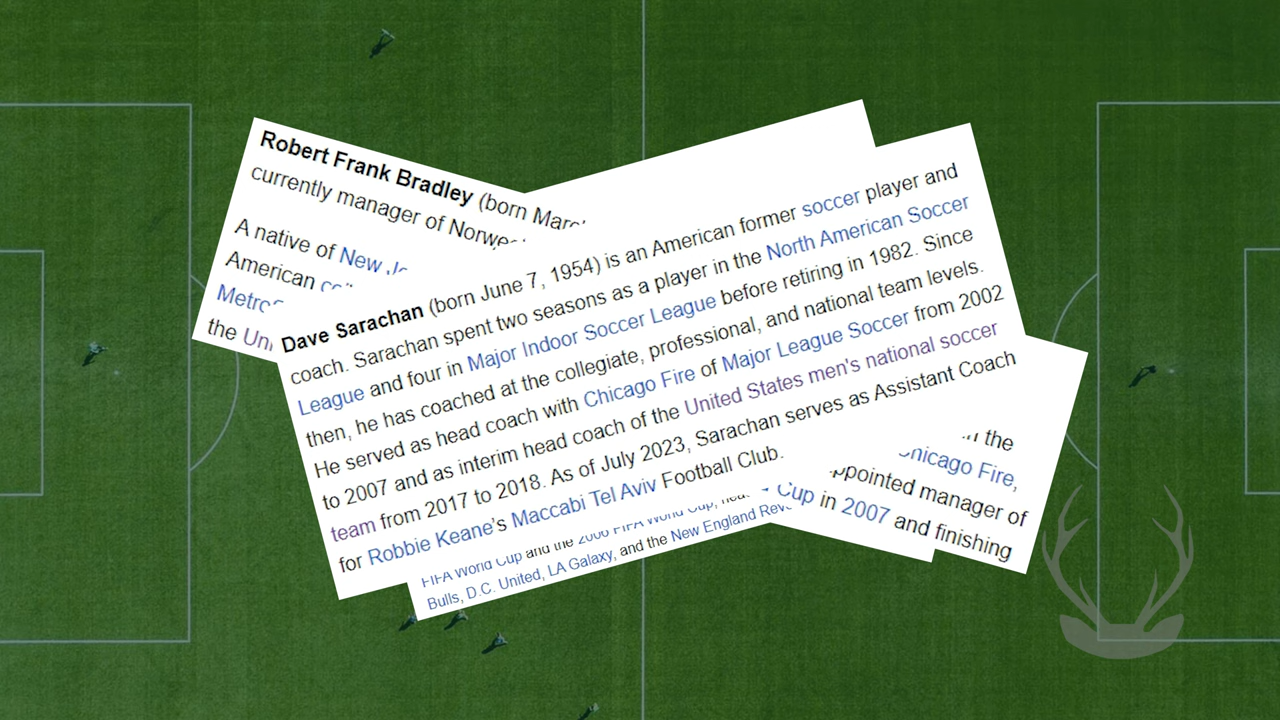 Robert Frank Bradley (born
currently manager of
A native of New
American
the
Dave Sarachan (born June 7, 1954) is an American former soccer player and
coach. Sarachan spent two seasons as a player in the North American Soccer
League and four in Major Indoor Soccer League before retiring in 1982. Since
then, he has coached at the collegiate, professional, and national team levels.
He served as head coach with Chicago Fire of Major League Soccer from 2002
to 2007 and as interim head coach of the United States men's national soccer
team from 2017 to 2018. As of July 2023, Sarachan serves as Assistant Coach
for Robbie Keane's Maccabi Tel Aviv Football Club.
FIFA World Cup and the 2006 FIFA World Cup,
Bulls, D.C. United, LA Galaxy, and the New England
the
Chicago Fire,
appointed manager of
Cup in 2007 and finishing